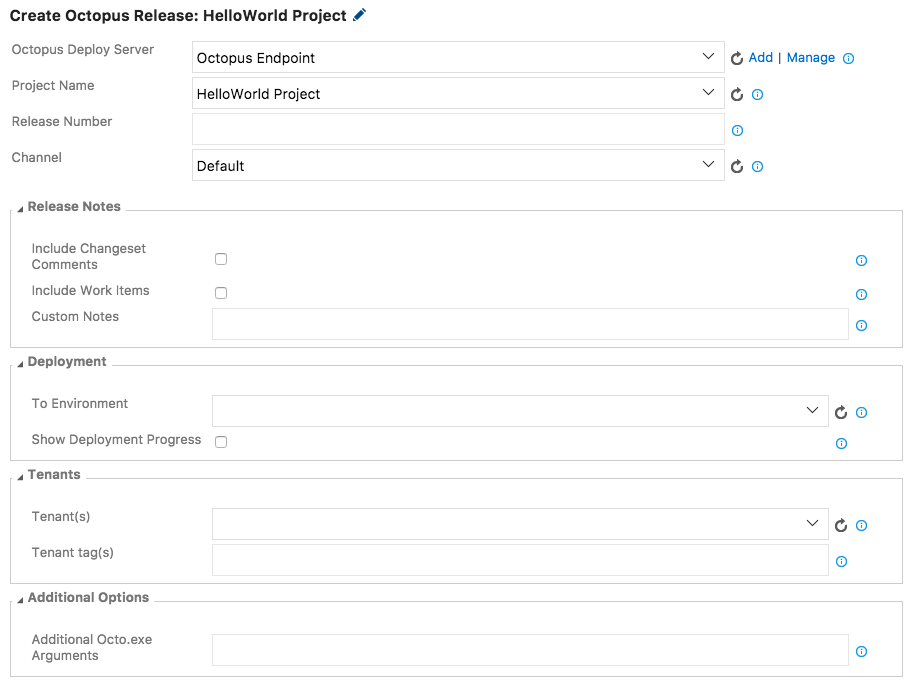 Create Octopus Release: HelloWorld Project
Octopus Deploy Server
Octopus Endpoint
Add | Manage
Project Name
HelloWorld Project
Release Number
Channel
Default
Release Notes
Include Changeset
Comments
Include Work Items
Custom Notes
Deployment
To Environment
Show Deployment Progress
Tenants
Tenant(s)
Tenant tag(s)
Additional Options
Additional Octo.exe
Arguments